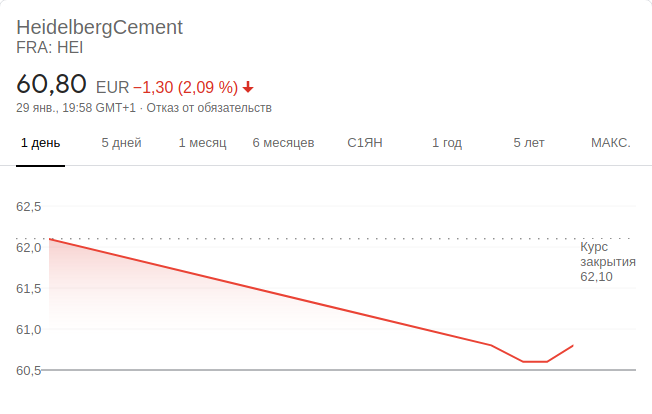 HeidelbergCement
FRA: HEI
60,80 EUR −1,30 (2,09 %)
29 янв., 19:58 GMT+1 · Отказ от обязательств
1 день 5 дней 1 месяц 6 месяцев С1ЯН 1 год 5 лет МАКС.
62,5
62,0
61,5
61,0
60,5
Курс
закрытия
62,10